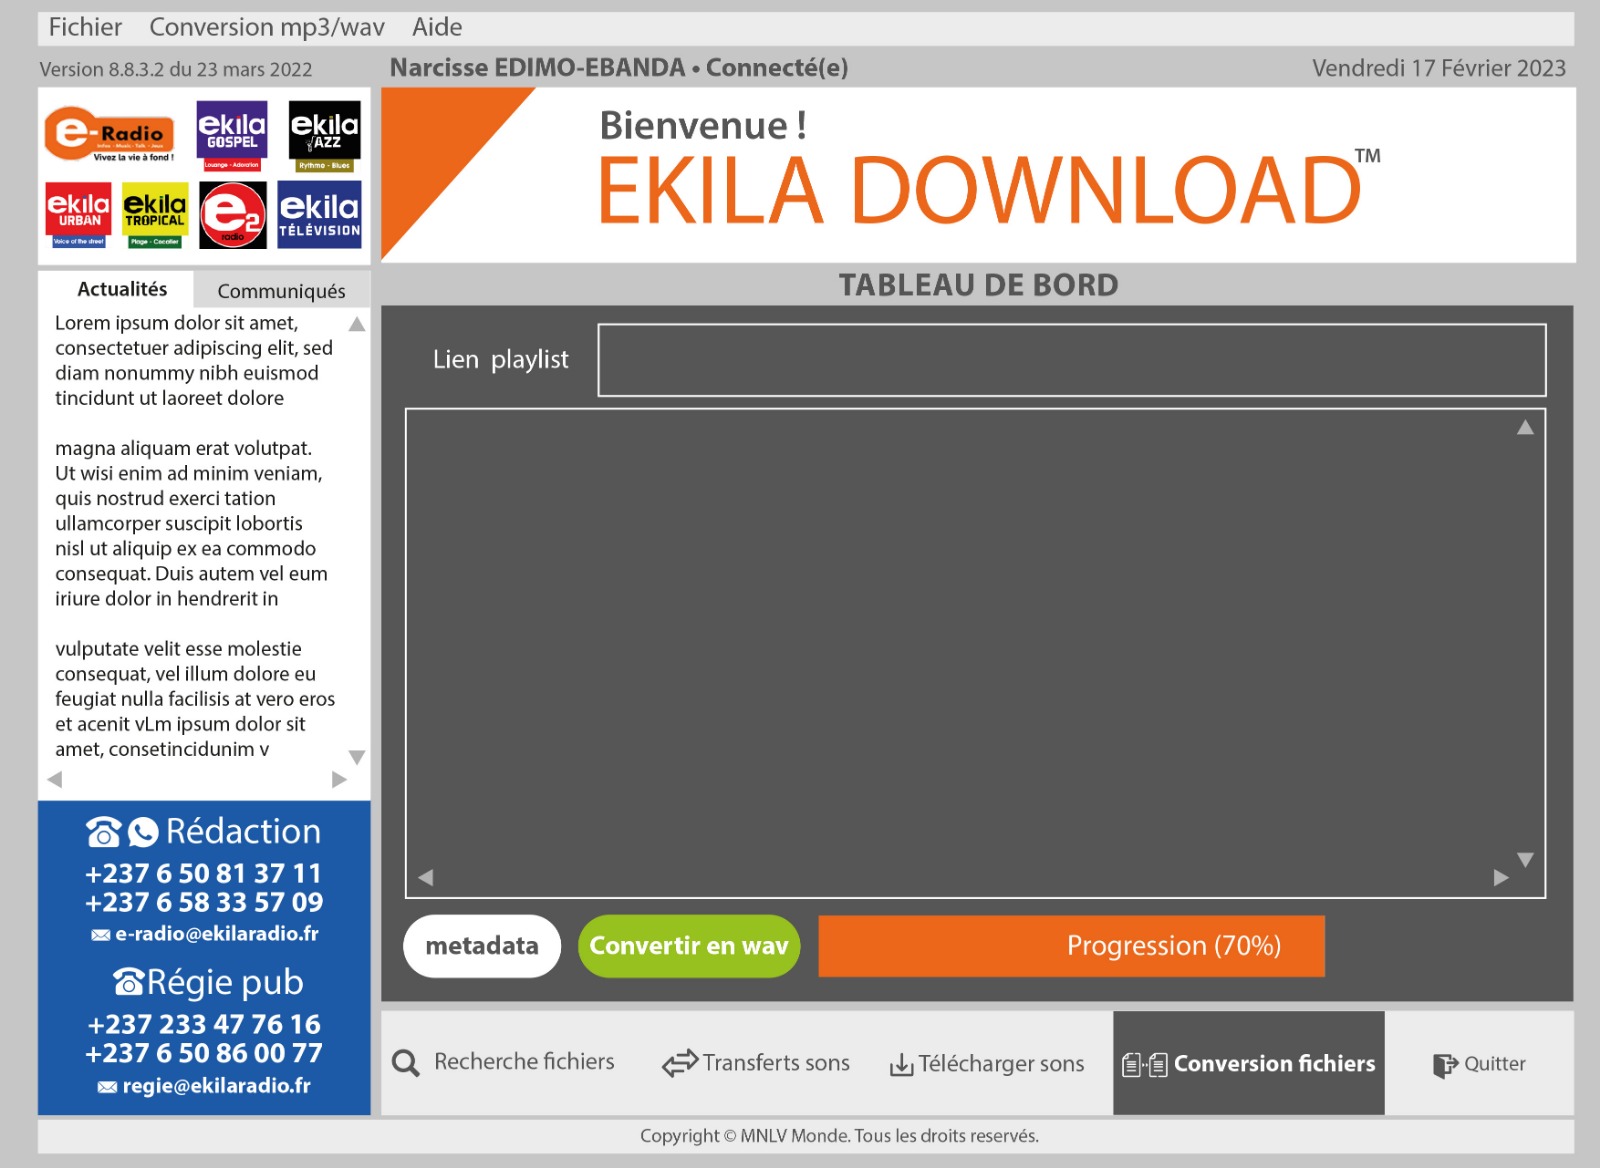 Fichier Conversion mp3/wav Aide
Version 8.8.3.2 du 23 mars 2022
Narcisse EDIMO-EBANDA • Connecté(e)
Vendredi 17 Février 2023
e-Radio
Infos - Music - Talk - Jeux
Vivez la vie à fond !
ekila
GOSPEL
Louange - Adoration
ekila
JAZZ
Rythme - Blues
ekila
URBAN
Voice of the street
ekila
TROPICAL
Plage - Cocotier
e2
radio
ekila
TÉLÉVISION
Bienvenue !
EKILA DOWNLOAD™
Actualités
Communiqués
Lorem ipsum dolor sit amet,
consectetuer adipiscing elit, sed
diam nonummy nibh euismod
tincidunt ut laoreet dolore
magna aliquam erat volutpat.
Ut wisi enim ad minim veniam,
quis nostrud exerci tation
ullamcorper suscipit lobortis
nisl ut aliquip ex ea commodo
consequat. Duis autem vel eum
iriure dolor in hendrerit in
vulputate velit esse molestie
consequat, vel illum dolore eu
feugiat nulla facilisis at vero eros
et acenit vLm ipsum dolor sit
amet, consetincidunim v
Rédaction
+237 6 50 81 37 11
+237 6 58 33 57 09
e-radio@ekilaradio.fr
Régie pub
+237 233 47 76 16
+237 6 50 86 00 77
regie@ekilaradio.fr
TABLEAU DE BORD
Lien playlist
metadata
Convertir en wav
Progression (70%)
Recherche fichiers
Transferts sons
Télécharger sons
Conversion fichiers
Quitter
Copyright © MNLV Monde. Tous les droits reservés.